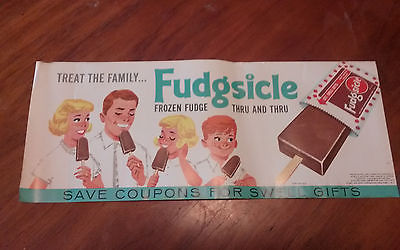 TREAT THE FAMILY...
Fudgsicle
FROZEN FUDGE THRU AND THRU
Fudgsicle
SAVE COUPONS FOR SWELL GIFTS